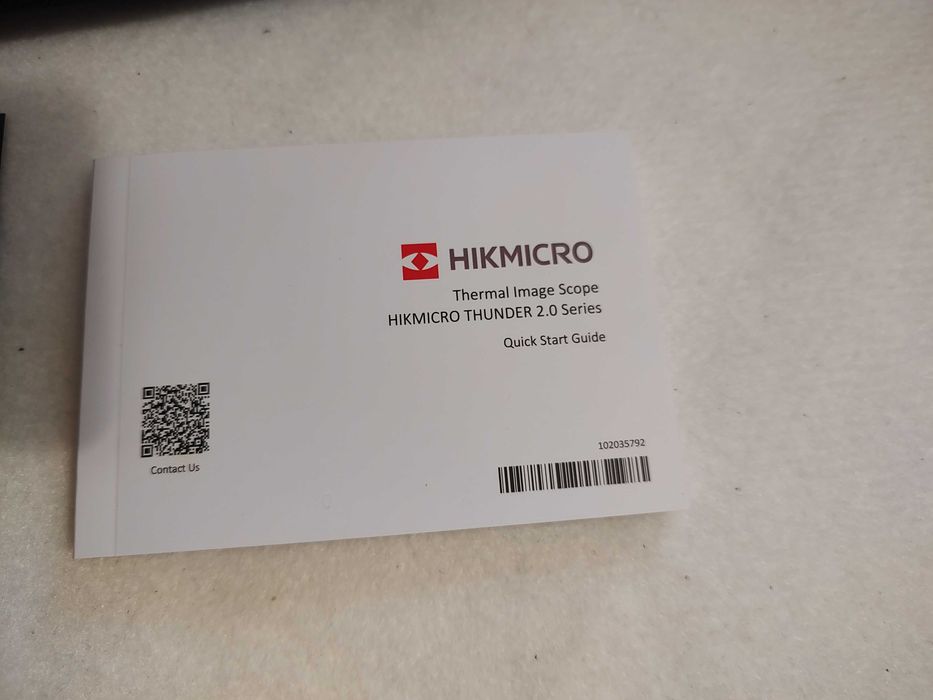 HIKMICRO
Thermal Image Scope
HIKMICRO THUNDER 2.0 Series
Quick Start Guide
Contact Us
102035792